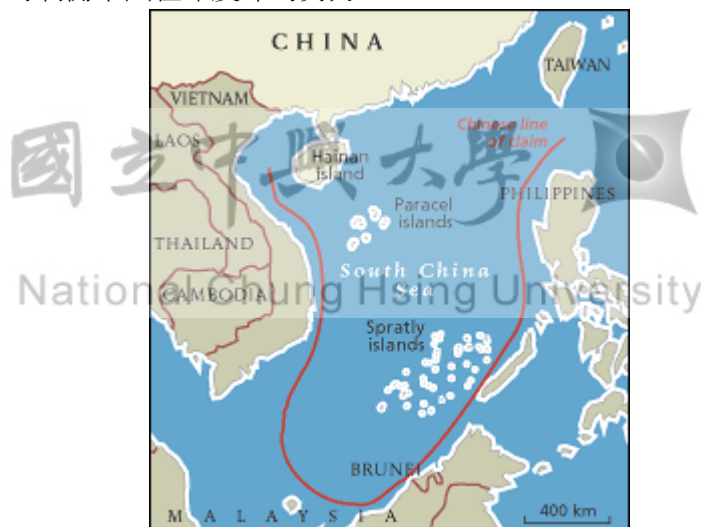 CHINA
TAIWAN
VIETNAM
Chinese line
of claim
LAOS
國立中興大學
Hainan
island
PHILIPPINES
Paracel
islands
THAILAND
South China
Sea
CAMBODIA
National Chung Hsing University
Spratly
islands
BRUNEI
MALAYSIA
400 km